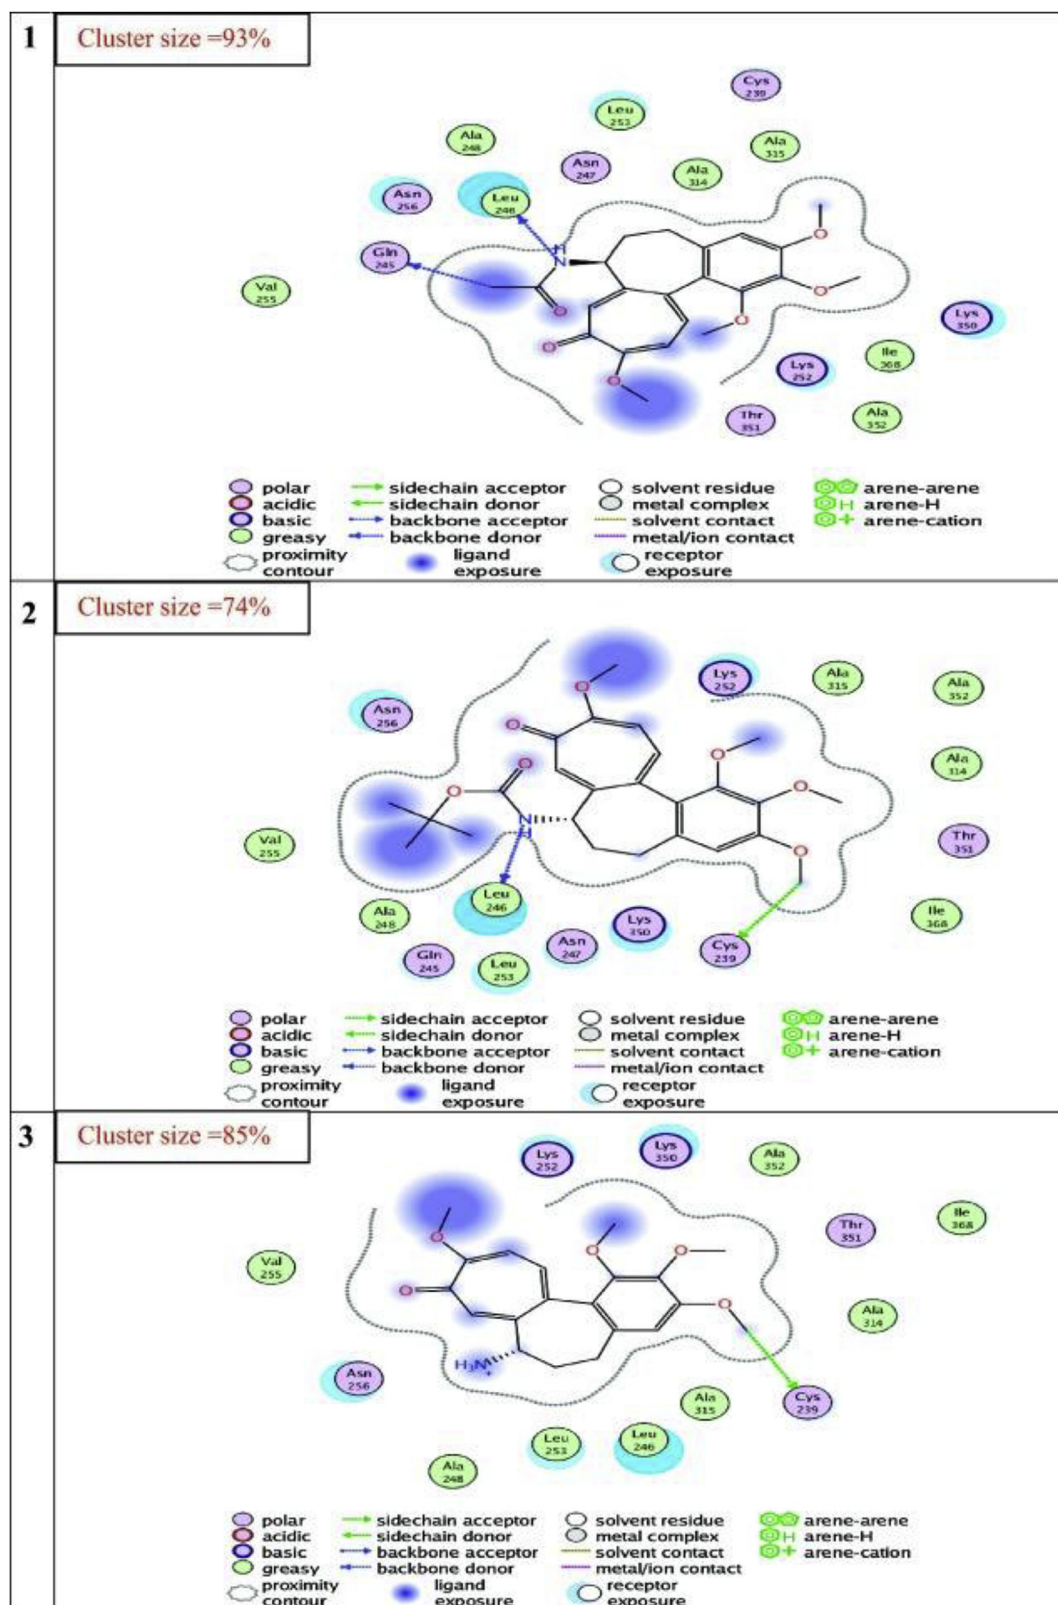 1
Cluster size =93%
Cys
239
Leu
253
Ala
248
Ala
315
Asn
247
Ala
314
Asn
256
Leu
246
H
N
O
Gln
245
Val
255
O
O
Lys
350
O
O
Ile
368
Lys
252
O
Thr
351
Ala
352
polar sidechain acceptor solvent residue arene-arene
acidic sidechain donor metal complex H arene-H
basic backbone acceptor solvent contact + arene-cation
greasy backbone donor metal/ion contact
proximity ligand receptor
contour exposure exposure
2
Cluster size =74%
Lys
252
Ala
315
Ala
352
O
Asn
256
O
O
O
Ala
314
O
O
N
H
Val
255
Thr
351
O
Leu
246
Ala
248
Lys
350
Ile
368
Asn
247
Cys
239
Gln
245
Leu
253
polar sidechain acceptor solvent residue arene-arene
acidic sidechain donor metal complex H arene-H
basic backbone acceptor solvent contact + arene-cation
greasy backbone donor metal/ion contact
proximity ligand receptor
contour exposure exposure
3
Cluster size =85%
Lys
252
Lys
350
Ala
352
Ile
368
Thr
351
O
O
O
Val
255
O
O
Ala
314
H₃N
+
Asn
256
Ala
315
Cys
239
Leu
253
Leu
246
Ala
248
polar sidechain acceptor solvent residue arene-arene
acidic sidechain donor metal complex H arene-H
basic backbone acceptor solvent contact + arene-cation
greasy backbone donor metal/ion contact
proximity ligand receptor
contour exposure exposure